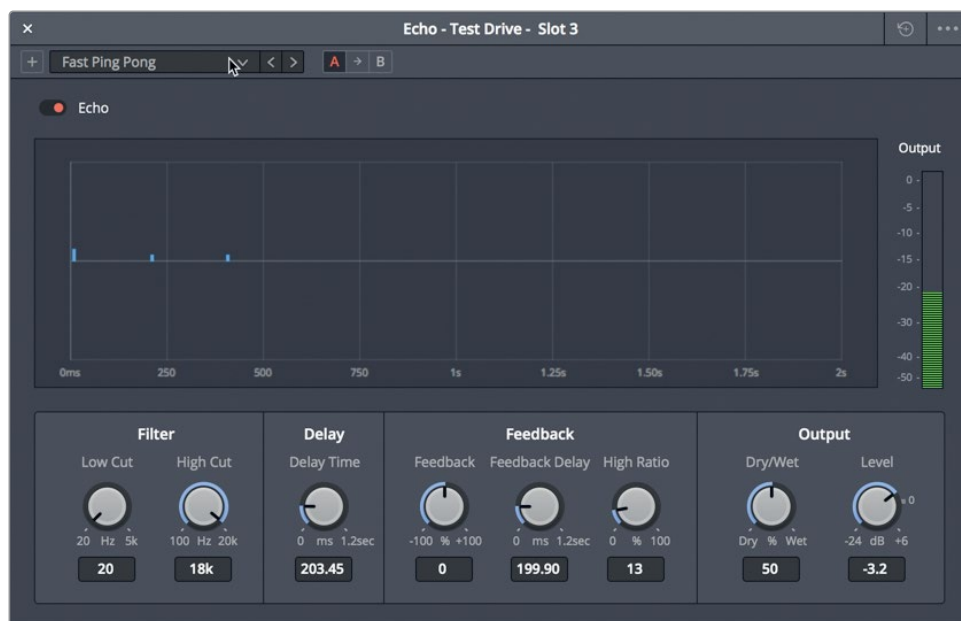 Echo - Test Drive - Slot 3
Fast Ping Pong
A B
Echo
Output
0
-5
-10
-15
-20
-30
-40
-50
0ms 250 500 750 1s 1.25s 1.50s 1.75s 2s
Filter Delay Feedback Output
Low Cut High Cut Delay Time Feedback Feedback Delay High Ratio Dry/Wet Level
0
20 Hz 5k 100 Hz 20k 0 ms 1.2sec -100 % +100 0 ms 1.2sec 0 % 100 Dry % Wet -24 dB +6
20 18k 203.45 0 199.90 13 50 -3.2